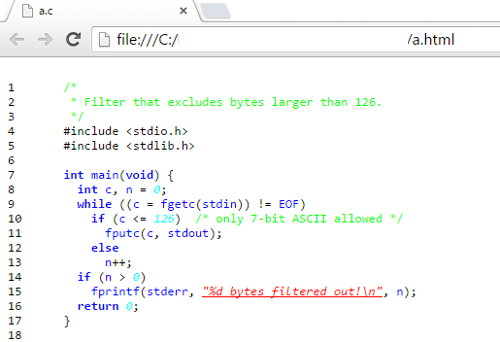 a.c
file:///C:/ /a.html
1 /*
2  * Filter that excludes bytes larger than 126.
3  */
4 #include <stdio.h>
5 #include <stdlib.h>
6
7 int main(void) {
8   int c, n = 0;
9   while ((c = fgetc(stdin)) != EOF)
10     if (c <= 126)  /* only 7-bit ASCII allowed */
11       fputc(c, stdout);
12     else
13       n++;
14   if (n > 0)
15     fprintf(stderr, "%d bytes filtered out!\n", n);
16   return 0;
17 }
18